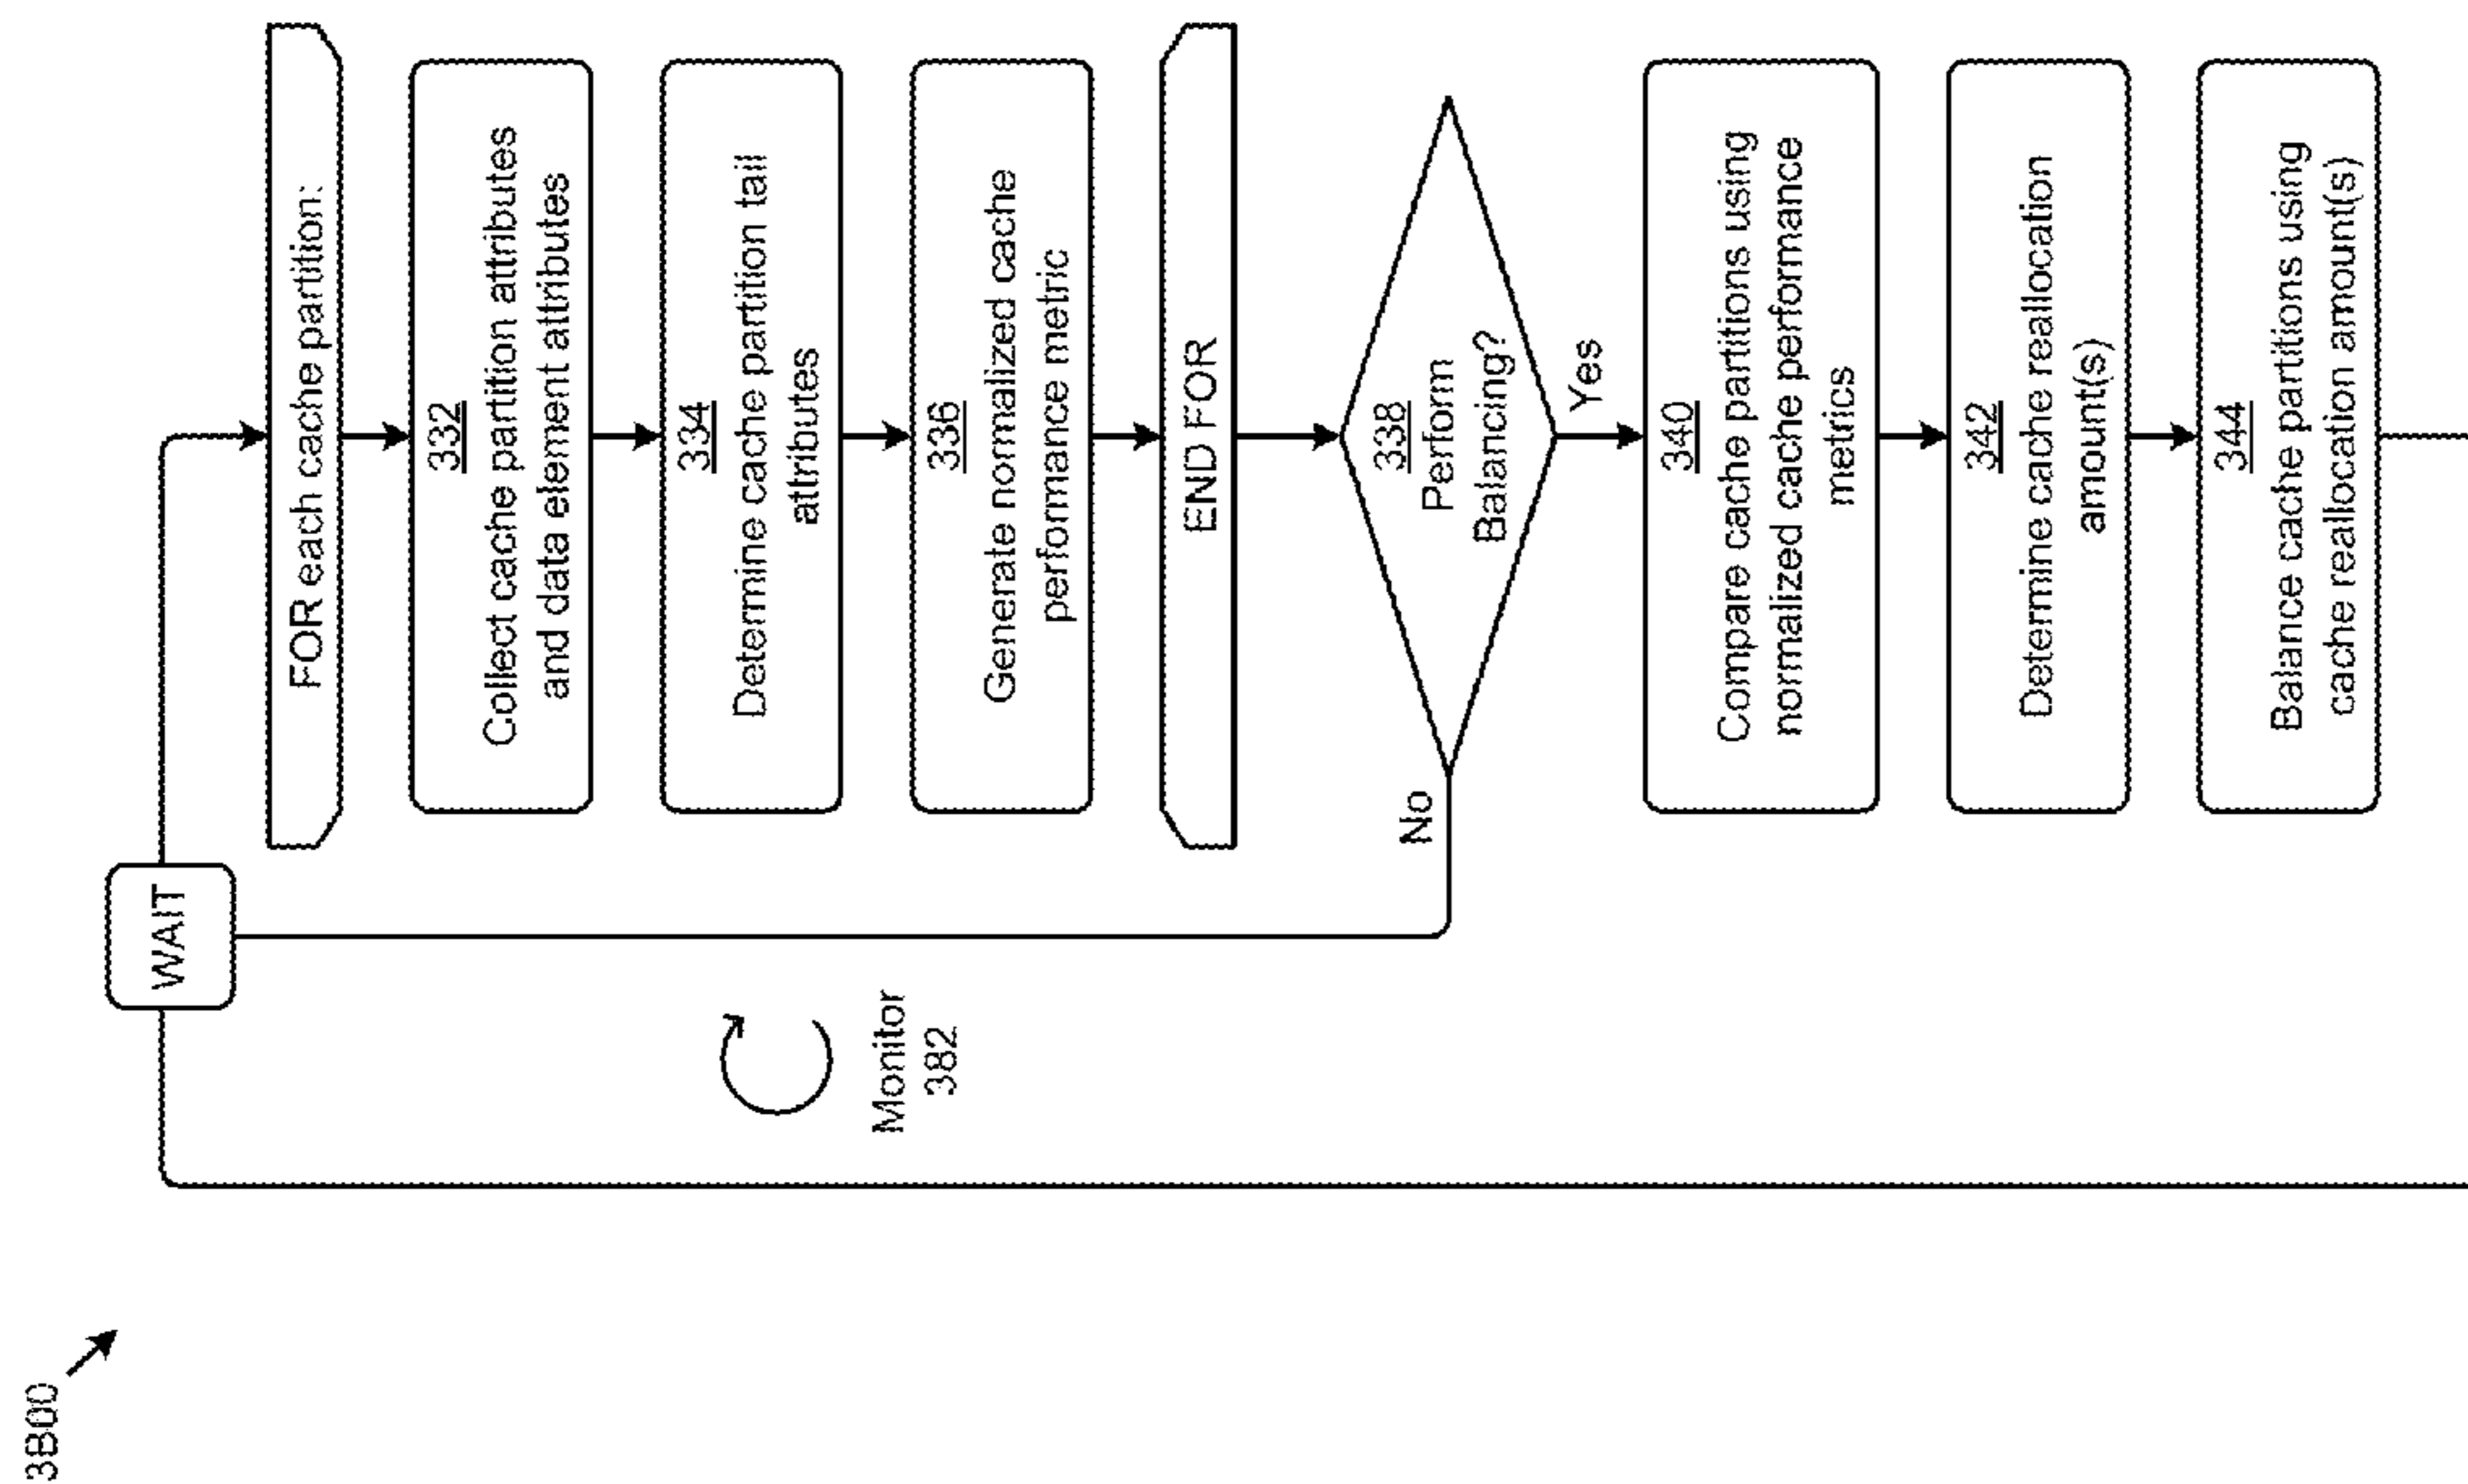 3B00
WAIT
FOR each cache partition:
332
Collect cache partition attributes
and data element attributes
334
Determine cache partition tail
attributes
336
Generate normalized cache
performance metric
END FOR
338
Perform
Balancing?
No
Yes
Monitor
382
340
Compare cache partitions using
normalized cache performance
metrics
342
Determine cache reallocation
amount(s)
344
Balance cache partitions using
cache reallocation amount(s)